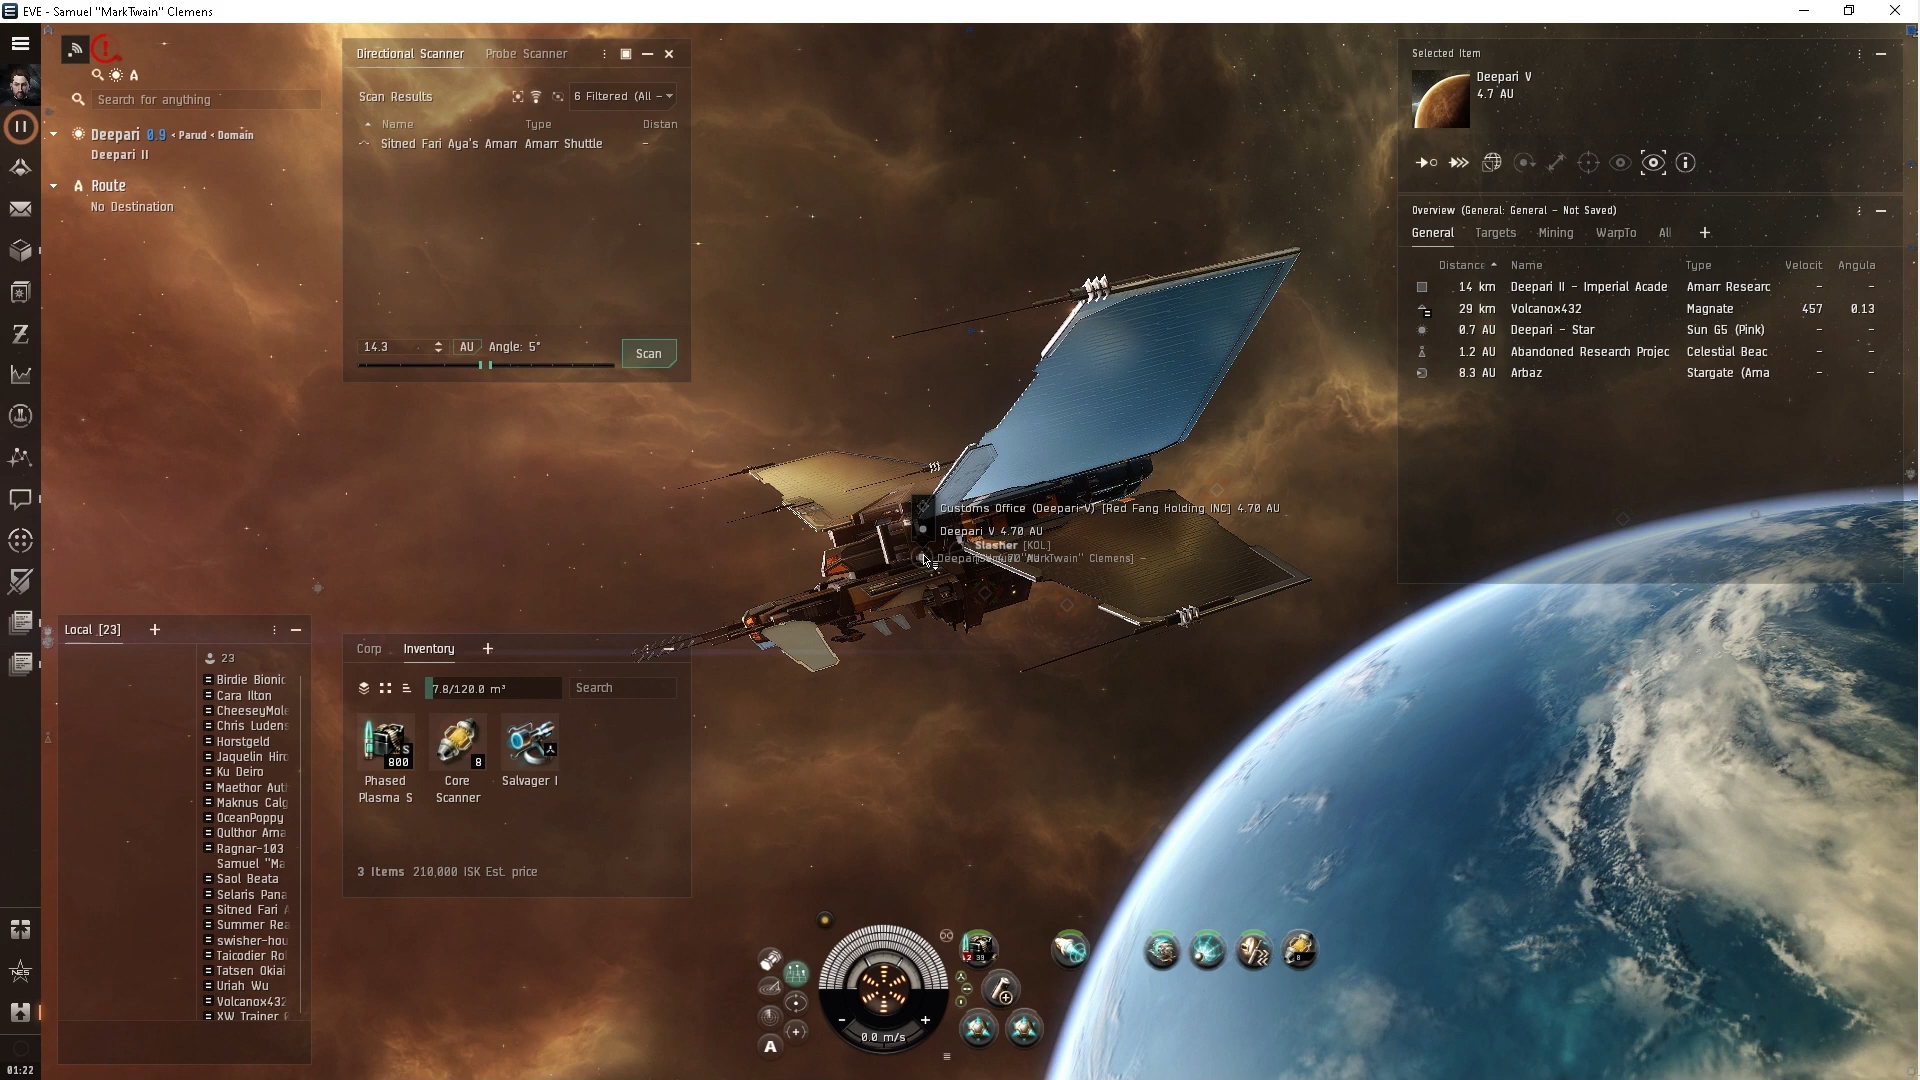 EVE - Samuel "MarkTwain" Clemens
Search for anything
Deepari 0.9 < Parud < Domain
Deepari II
A Route
No Destination
Directional Scanner
Probe Scanner
Scan Results
6 Filtered (All -
Name
Type
Distan
Sitned Fari Aya's Amarr
Amarr Shuttle
-
14.3
AU
Angle: 5°
Scan
Selected Item
Deepari V
4.7 AU
Overview (General: General - Not Saved)
General
Targets
Mining
WarpTo
All
Distance
Name
Type
Velocit
Angula
14 km Deepari II - Imperial Acade Amarr Researc - -
29 km Volcanox432 Magnate 457 0.13
0.7 AU Deepari - Star Sun G5 (Pink) - -
1.2 AU Abandoned Research Projec Celestial Beac - -
8.3 AU Arbaz Stargate (Ama - -
Customs Office (Deepari V) [Red Fang Holding INC] 4.70 AU
Deepari V 4.70 AU
Slasher [KOL]
Local [23]
23
Birdie Bionic
Cara Ilton
CheeseyMole
Chris Ludens
Horstgeld
Jaquelin Hiro
Ku Deiro
Maethor Aut
Maknus Calg
OceanPoppy
Qulthor Ama
Ragnar-103
Samuel "Ma
Saol Beata
Selaris Pana
Sitned Fari A
Summer Rea
swisher-hou
Taicodier Ro
Tatsen Okiai
Uriah Wu
Volcanox432
XW Trainer
Corp
Inventory
7.8/120.0 m³
Search
S
800
8
Phased
Plasma S
Core
Scanner
Salvager I
3 Items 210,000 ISK Est. price
39
8
0.0 m/s
A
NES
01:22